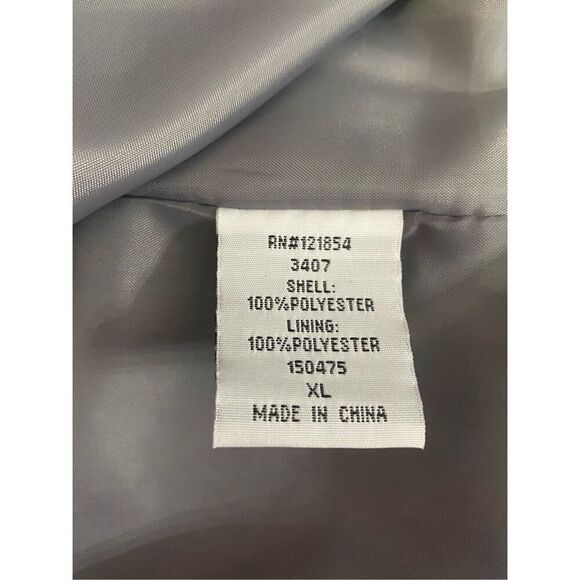 RN#121854
3407
SHELL:
100%POLYESTER
LINING:
100%POLYESTER
150475
XL
MADE IN CHINA